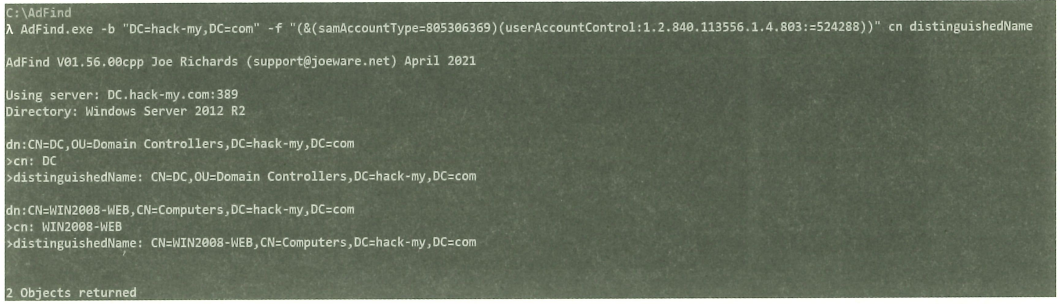 C:\AdFind
λ AdFind.exe -b "DC=hack-my,DC=com" -f "(&(samAccountType=805306369)(userAccountControl:1.2.840.113556.1.4.803:=524288))" cn distinguishedName
AdFind V01.56.00cpp Joe Richards (support@joeware.net) April 2021
Using server: DC.hack-my.com:389
Directory: Windows Server 2012 R2
dn:CN=DC,OU=Domain Controllers,DC=hack-my,DC=com
>cn: DC
>distinguishedName: CN=DC,OU=Domain Controllers,DC=hack-my,DC=com
dn:CN=WIN2008-WEB,CN=Computers,DC=hack-my,DC=com
>cn: WIN2008-WEB
>distinguishedName: CN=WIN2008-WEB,CN=Computers,DC=hack-my,DC=com
2 Objects returned